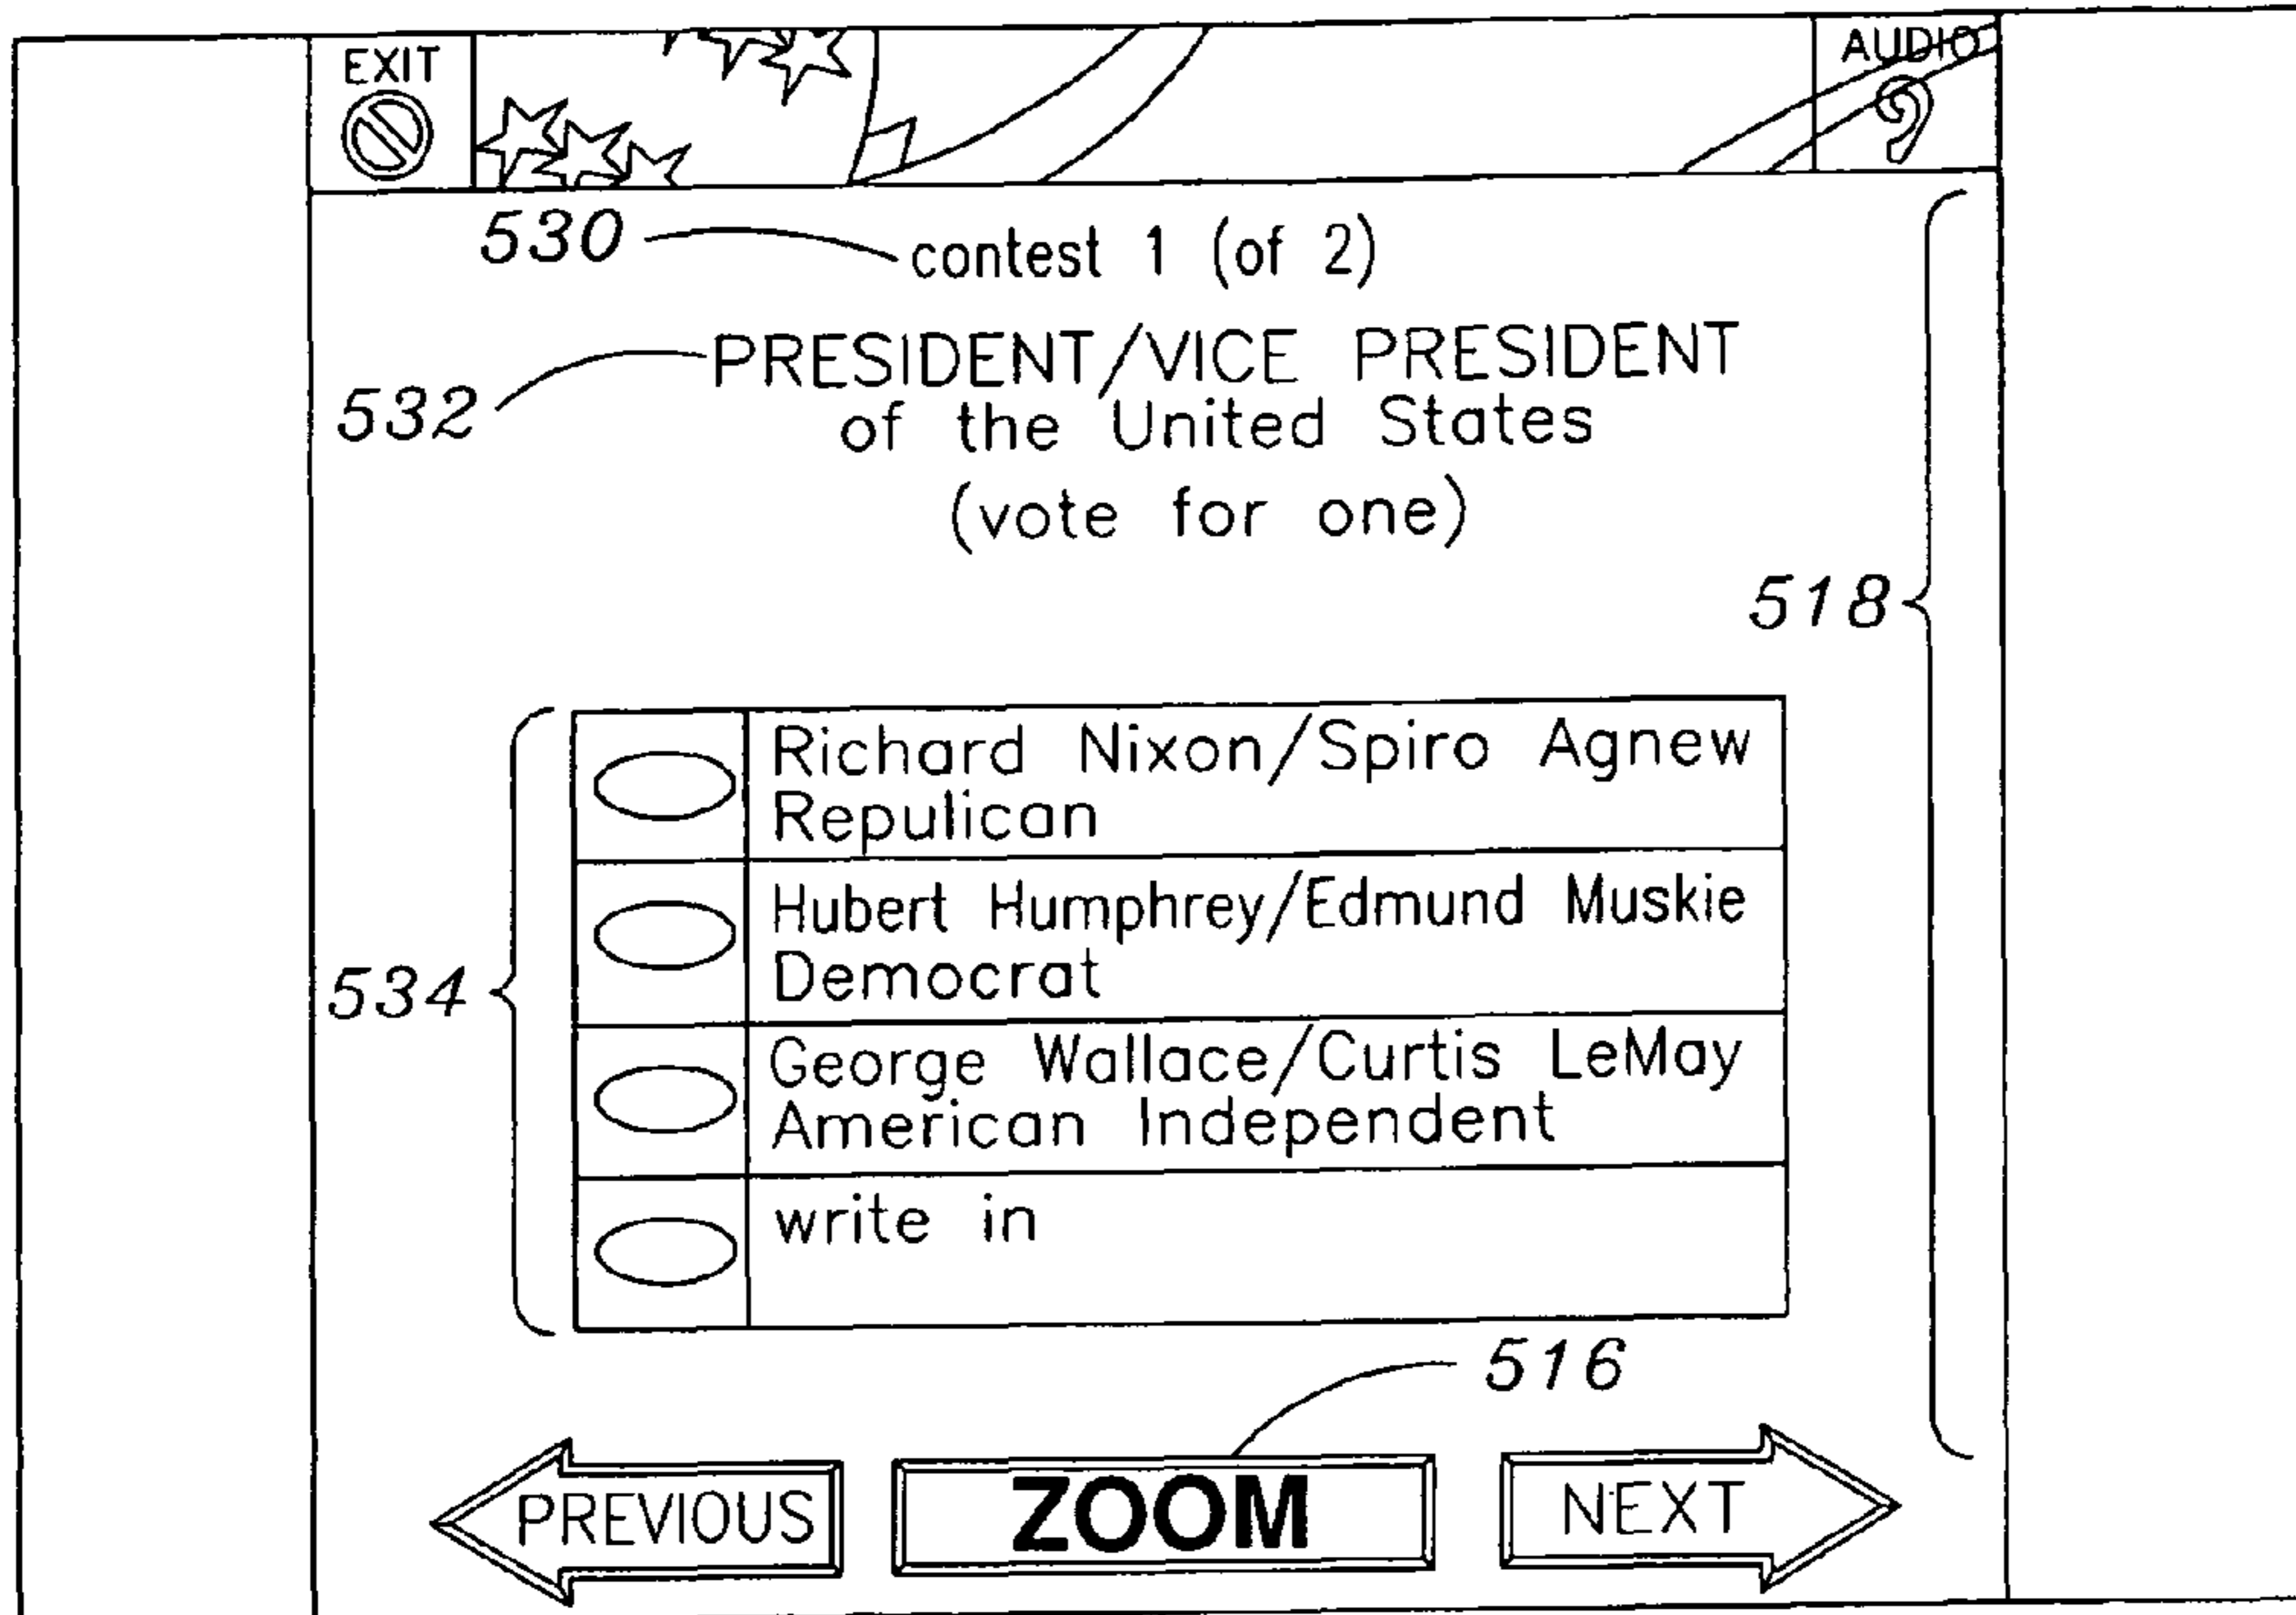 EXIT
AUDIO
530
contest 1 (of 2)
532
PRESIDENT/VICE PRESIDENT
of the United States
(vote for one)
518
534
Richard Nixon/Spiro Agnew
Repulican
Hubert Humphrey/Edmund Muskie
Democrat
George Wallace/Curtis LeMay
American Independent
write in
516
PREVIOUS
ZOOM
NEXT